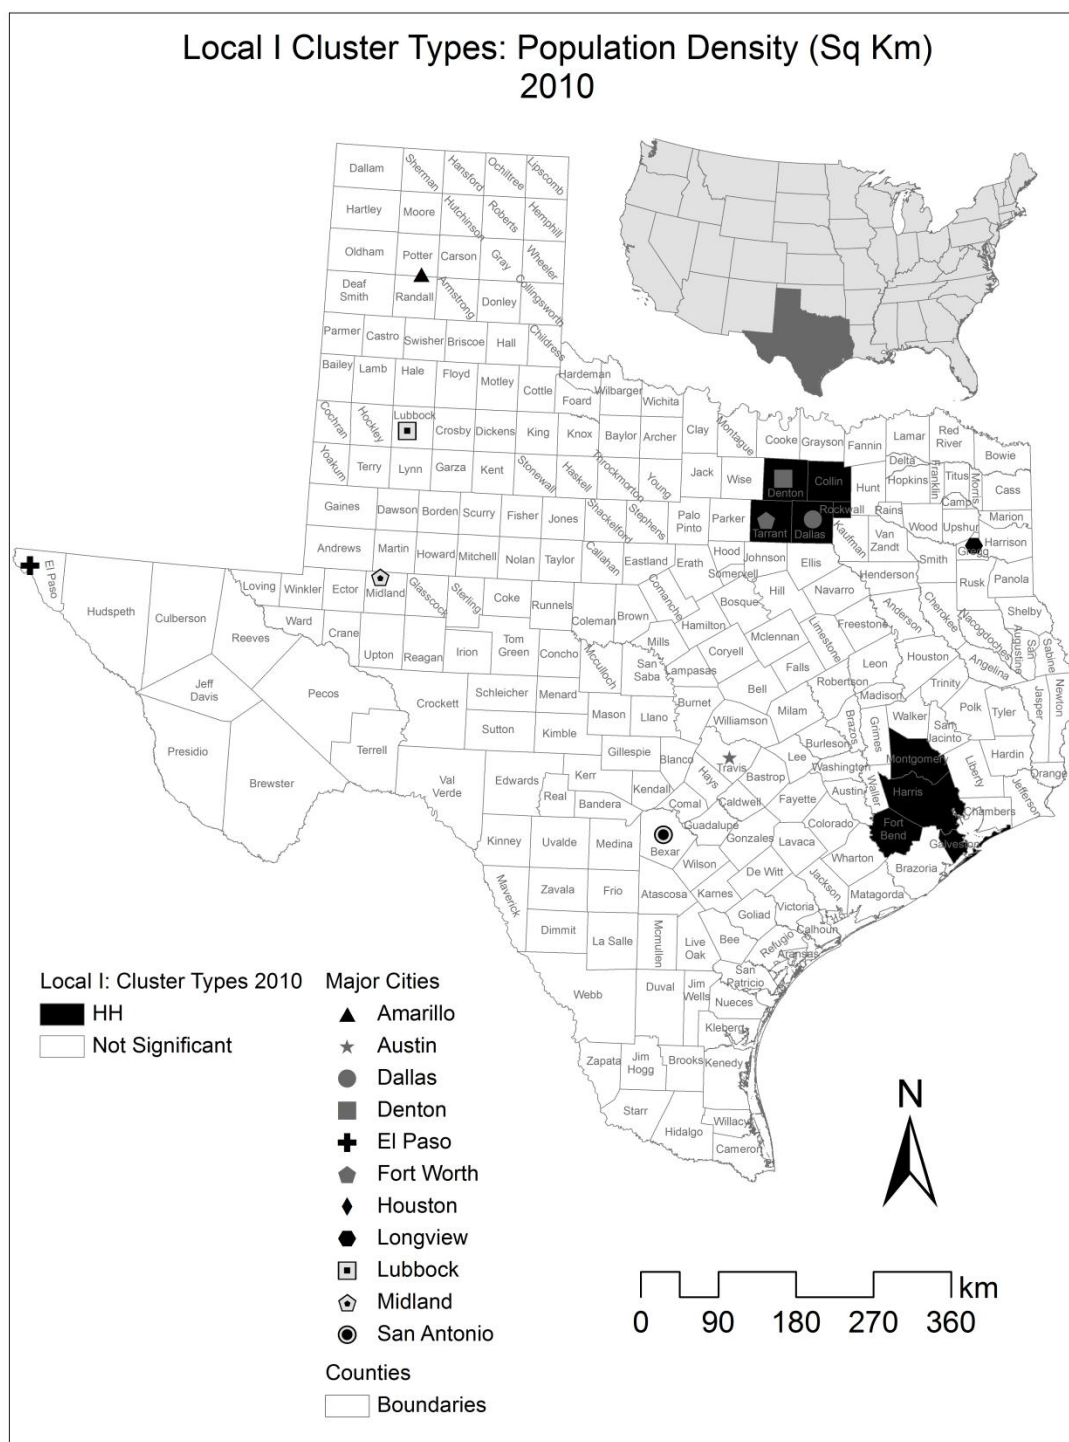 Local I Cluster Types: Population Density (Sq Km)
2010
Dallam Sherman Hansford Ochiltree Lipscomb
Hartley Moore Hutchinson Roberts Hemphill
Oldham Potter Carson Gray Wheeler
Deaf
Smith Randall Armstrong Donley Collingsworth
Parmer Castro Swisher Briscoe Hall Childress
Bailey Lamb Hale Floyd Motley Cottle Hardeman
Foard Wilbarger Wichita
Cochran Hockley Lubbock Crosby Dickens King Knox Baylor Archer Clay Montague Cooke Grayson Fannin Lamar Red
River Bowie
Yoakum Terry Lynn Garza Kent Stonewall Haskell Throckmorton Young Jack Wise Denton Collin Hunt Delta Hopkins Franklin Titus Morris Cass
Gaines Dawson Borden Scurry Fisher Jones Shackelford Stephens Palo
Pinto Parker Tarrant Dallas Rockwall Kaufman Rains Wood Camp Upshur Marion
Andrews Martin Howard Mitchell Nolan Taylor Callahan Eastland Erath Hood Somervell Johnson Ellis Van
Zandt Smith Gregg Harrison
El Paso Hudspeth Culberson Reeves Loving Winkler Ector Midland Glasscock Sterling Coke Runnels Coleman Brown Comanche Bosque Hill Navarro Henderson Rusk Panola
Ward Crane Upton Reagan Irion Tom
Green Concho Mcculloch Mills Hamilton Coryell Mclennan Limestone Freestone Anderson Cherokee Nacogdoches Shelby
San
Augustine Sabine
Jeff
Davis Pecos Crockett Schleicher Menard San
Saba Lampasas Bell Falls Robertson Leon Houston Angelina Trinity
Presidio Brewster Terrell Sutton Kimble Mason Llano Burnet Williamson Milam Brazos Madison Grimes Walker San
Jacinto Polk Tyler Jasper Newton
Val
Verde Edwards Real Kerr Gillespie Kendall Blanco Hays Travis Bastrop Lee Burleson Washington Waller Montgomery Liberty Hardin Orange Jefferson
Bandera Comal Caldwell Fayette Austin Harris Chambers
Kinney Uvalde Medina Bexar Guadalupe Gonzales Lavaca Colorado Fort
Bend Galveston
Maverick Zavala Frio Atascosa Wilson Karnes De Witt Jackson Wharton Matagorda Brazoria
Dimmit La Salle Mcmullen Live
Oak Bee Goliad Victoria Calhoun Refugio Aransas
Webb Duval Jim
Wells San
Patricio Nueces Kleberg
Zapata Jim
Hogg Brooks Kenedy
Starr Hidalgo Willacy Cameron
Local I: Cluster Types 2010
HH
Not Significant
Major Cities
Amarillo
Austin
Dallas
Denton
El Paso
Fort Worth
Houston
Longview
Lubbock
Midland
San Antonio
Counties
Boundaries
N
km
0 90 180 270 360